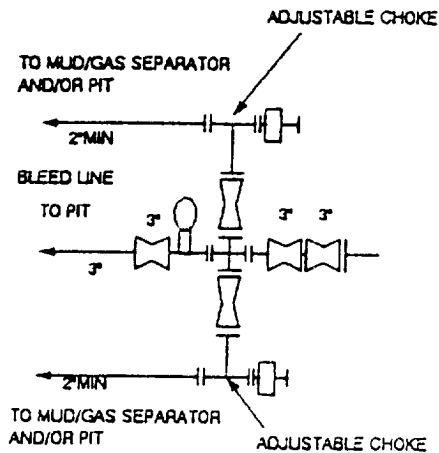 ADJUSTABLE CHOKE
TO MUD/GAS SEPARATOR
AND/OR PIT
2"MIN
BLEED LINE
TO PIT
3"
3"
3"
3"
2"MIN
TO MUD/GAS SEPARATOR
AND/OR PIT
ADJUSTABLE CHOKE